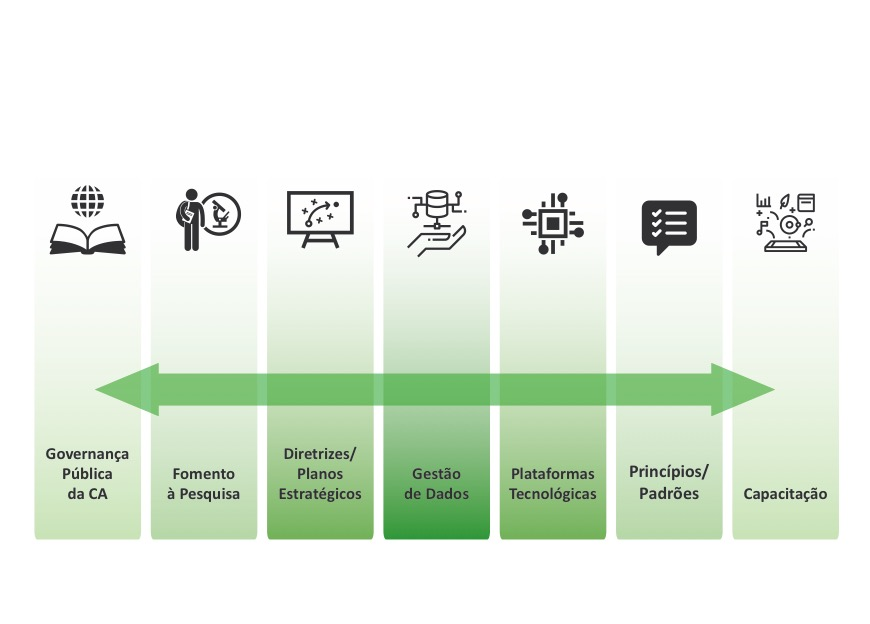 Governança
Pública
da CA
Fomento
à Pesquisa
Diretrizes/
Planos
Estratégicos
Gestão
de Dados
Plataformas
Tecnológicas
Princípios/
Padrões
Capacitação